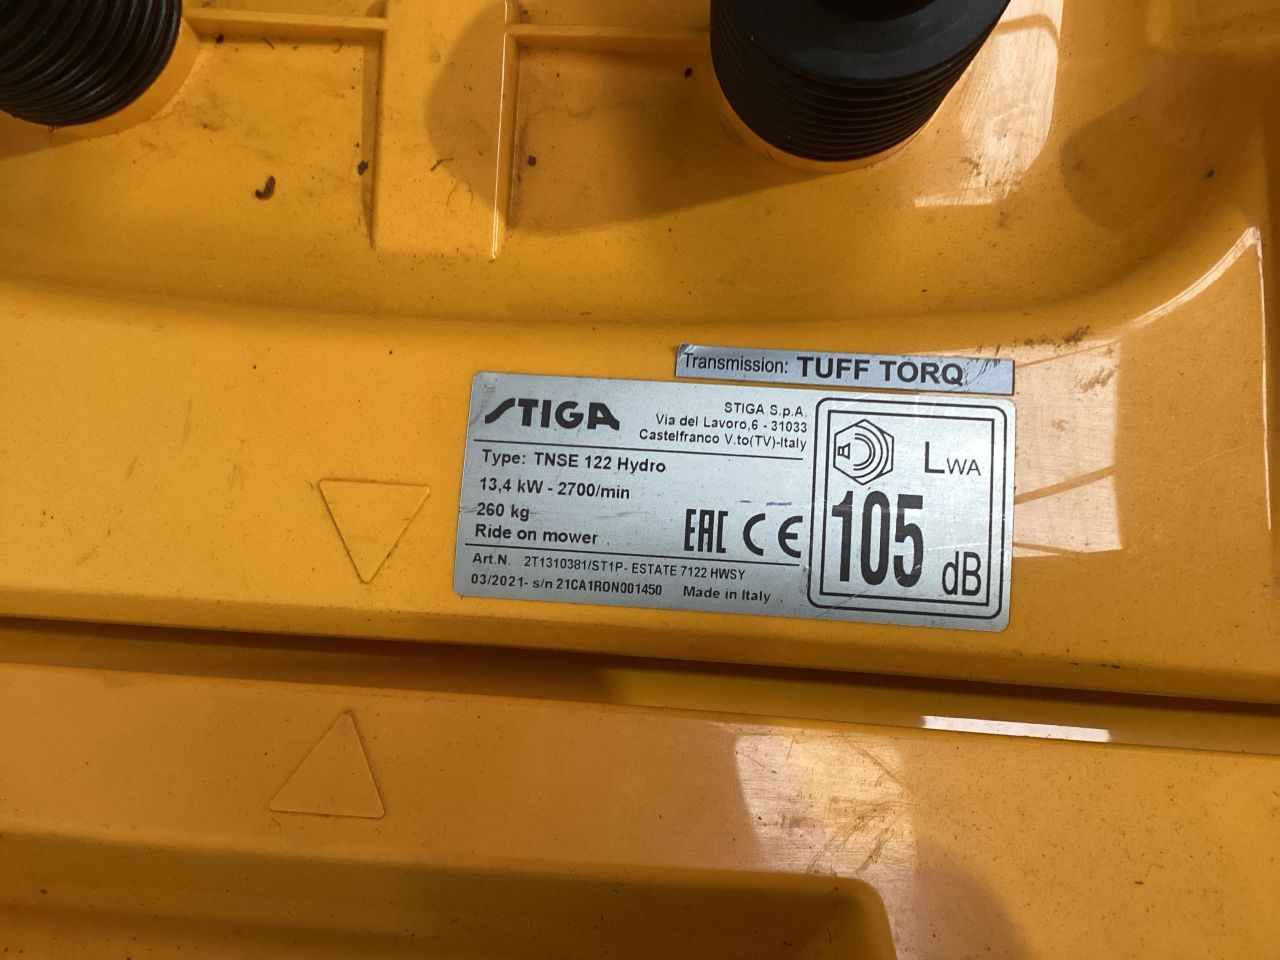 Transmission: TUFF TORQ
STIGA
STIGA S.p.A.
Via del Lavoro,6 - 31033
Castelfranco V.to(TV)-Italy
Type: TNSE 122 Hydro
13,4 kW - 2700/min
260 kg
Ride on mower
EAC CE
Art.N. 2T1310381/ST1P- ESTATE 7122 HWSY
03/2021- s/n 21CA1RON001450 Made in Italy
LWA
105 dB